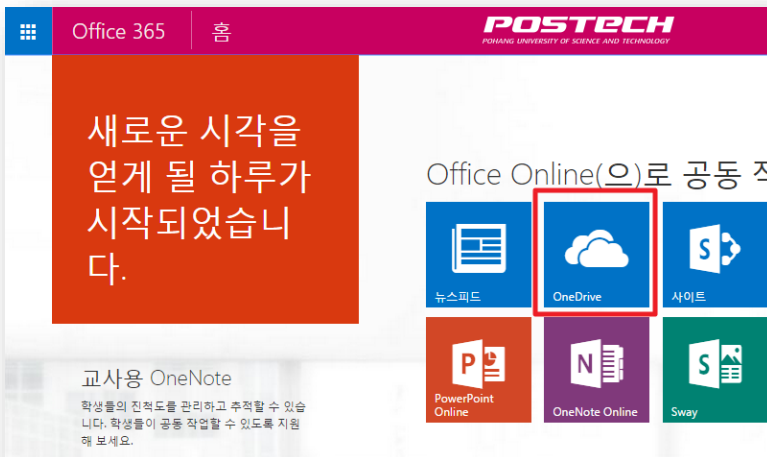 Office 365
홈
POSTECH
POHANG UNIVERSITY OF SCIENCE AND TECHNOLOGY
새로운 시각을
얻게 될 하루가
시작되었습니
다.
Office Online(으)로 공동
뉴스피드
OneDrive
사이트
PowerPoint
Online
OneNote Online
Sway
교사용 OneNote
학생들의 진척도를 관리하고 추적할 수 있습
니다. 학생들이 공동 작업할 수 있도록 지원
해 보세요.